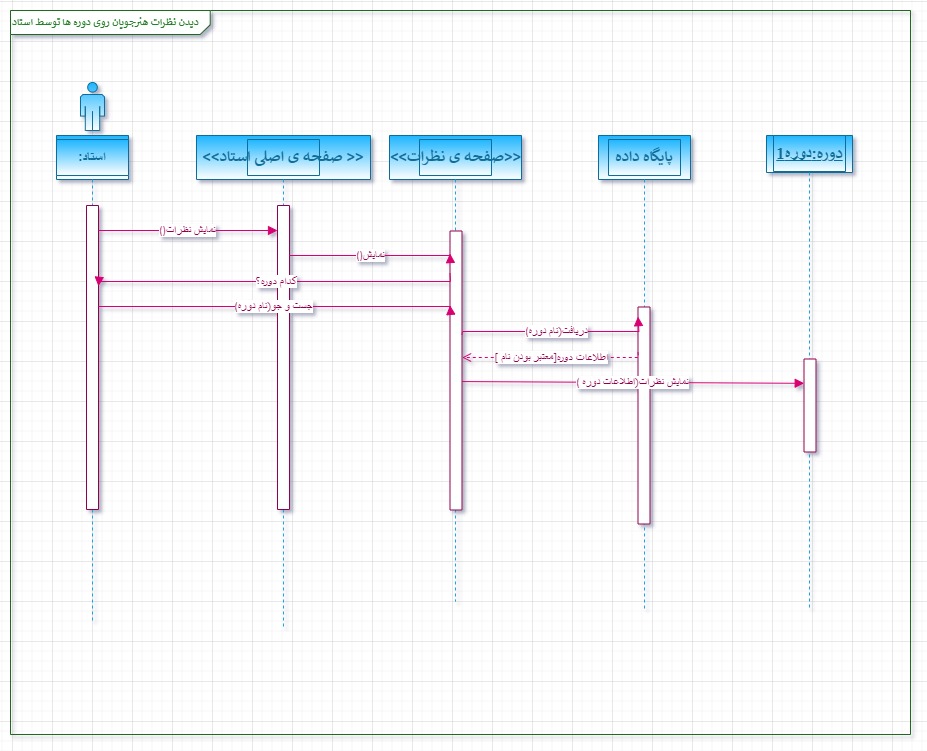 دیدن نظرات هنرجویان روی دوره ها توسط استاد
استاد:
<< صفحه ی اصلی استاد>>
<<صفحه ی نظرات>>
پایگاه داده
دوره:دوره1
نمایش نظرات()
نمایش()
کدام دوره؟
جست و جو(نام دوره)
دریافت(نام دوره)
اطلاعات دوره[معتبر بودن نام ]
نمایش نظرات(اطلاعات دوره )